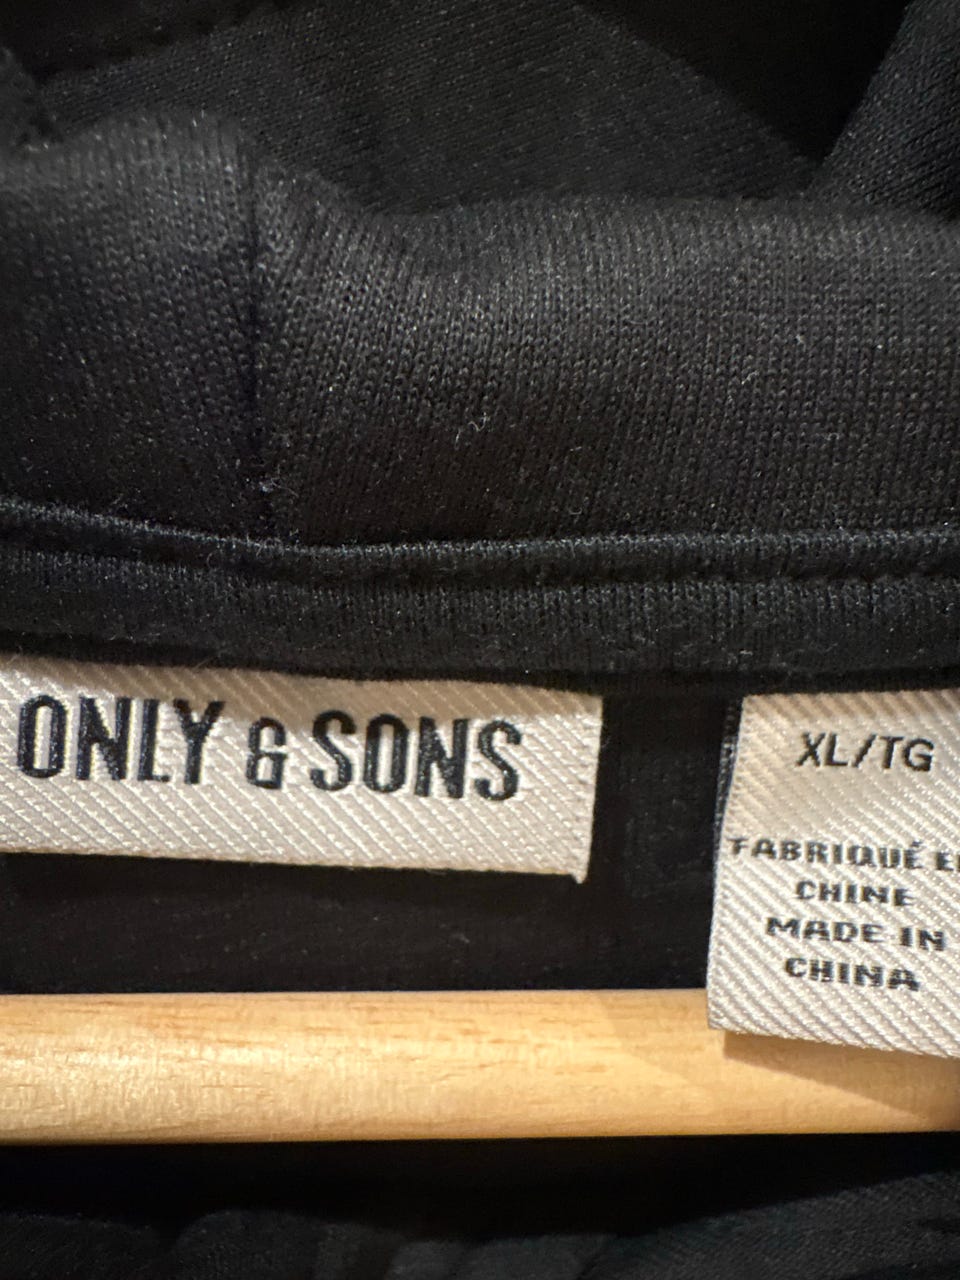 ONLY & SONS
XL/TG
FABRIQUÉ
CHINE
MADE IN
CHINA